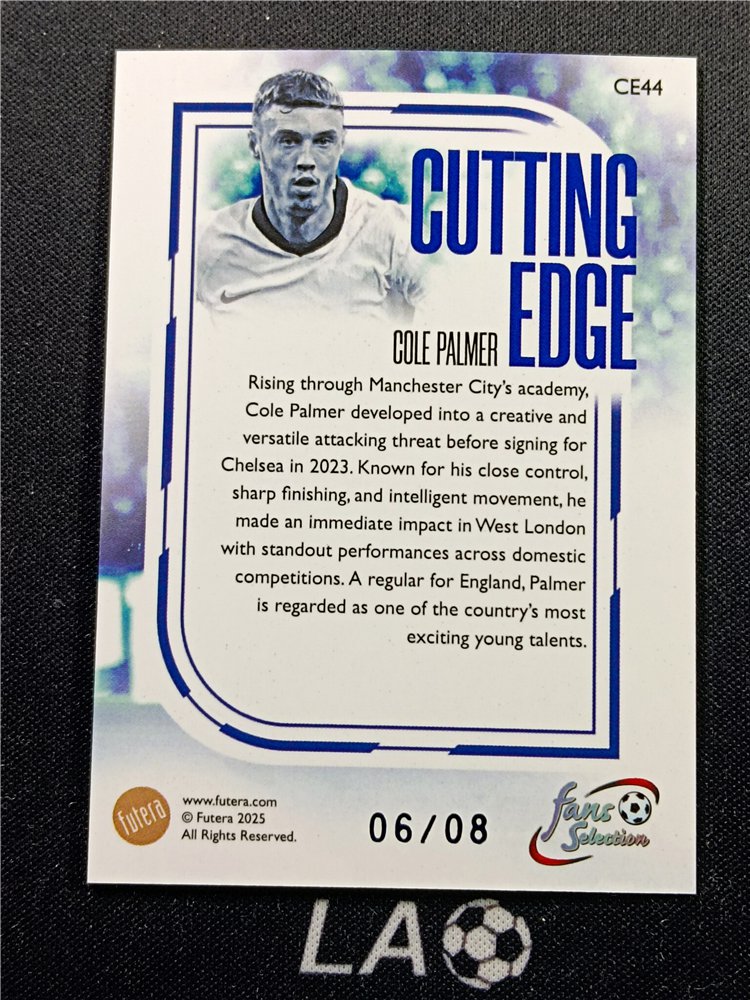 CE44
CUTTING
EDGE
COLE PALMER
Rising through Manchester City's academy,
Cole Palmer developed into a creative and
versatile attacking threat before signing for
Chelsea in 2023. Known for his close control,
sharp finishing, and intelligent movement, he
made an immediate impact in West London
with standout performances across domestic
competitions. A regular for England, Palmer
is regarded as one of the country's most
exciting young talents.
futera
www.futera.com
© Futera 2025
All Rights Reserved.
06/08
fans
Selection
LA